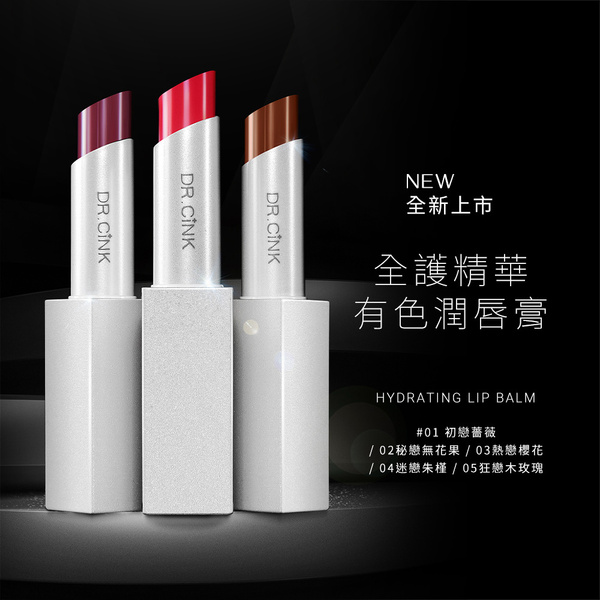 DR.CINK
DR.CINK
DR.CINK
NEW
全新上市
全護精華
有色潤唇膏
HYDRATING LIP BALM
#01 初戀薔薇
/ 02秘戀無花果 / 03熱戀櫻花
/ 04迷戀朱槿 / 05狂戀木玫瑰